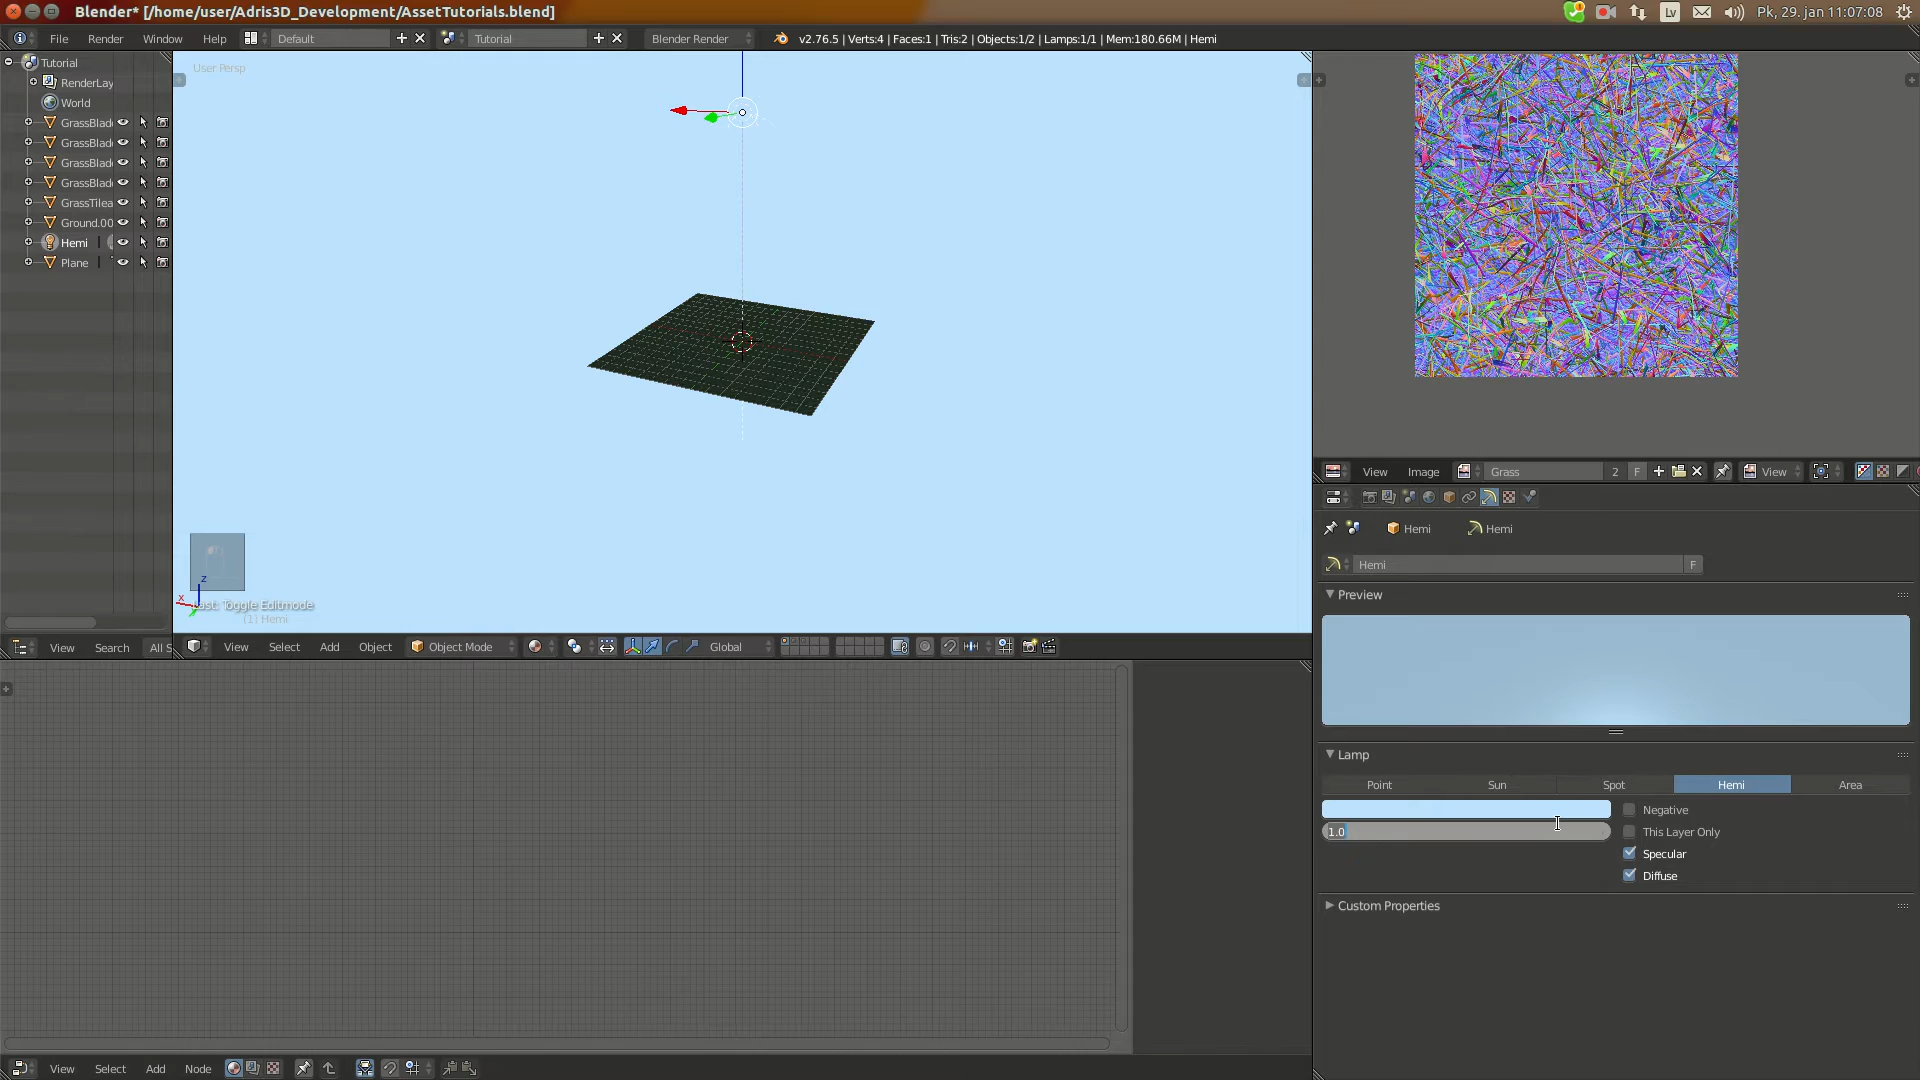 Blender* [/home/user/Adris3D_Development/AssetTutorials.blend]
Lv
Pk, 29. jan 11:07:08
File Render Window Help
Default
Tutorial
Blender Render
v2.76.5 | Verts:4 | Faces:1 | Tris:2 | Objects:1/2 | Lamps:1/1 | Mem:180.66M | Hemi
Tutorial
RenderLay
World
GrassBlad
GrassBlad
GrassBlad
GrassBlad
GrassTilea
Ground.00
Hemi
Plane
View Search All S
User Persp
z
x
Last: Toggle Editmode
(1) Hemi
View Select Add Object Object Mode Global
View Image Grass 2 F View
Hemi Hemi
Hemi F
Preview
Lamp
Point Sun Spot Hemi Area
Negative
1.0 This Layer Only
Specular
Diffuse
Custom Properties
View Select Add Node